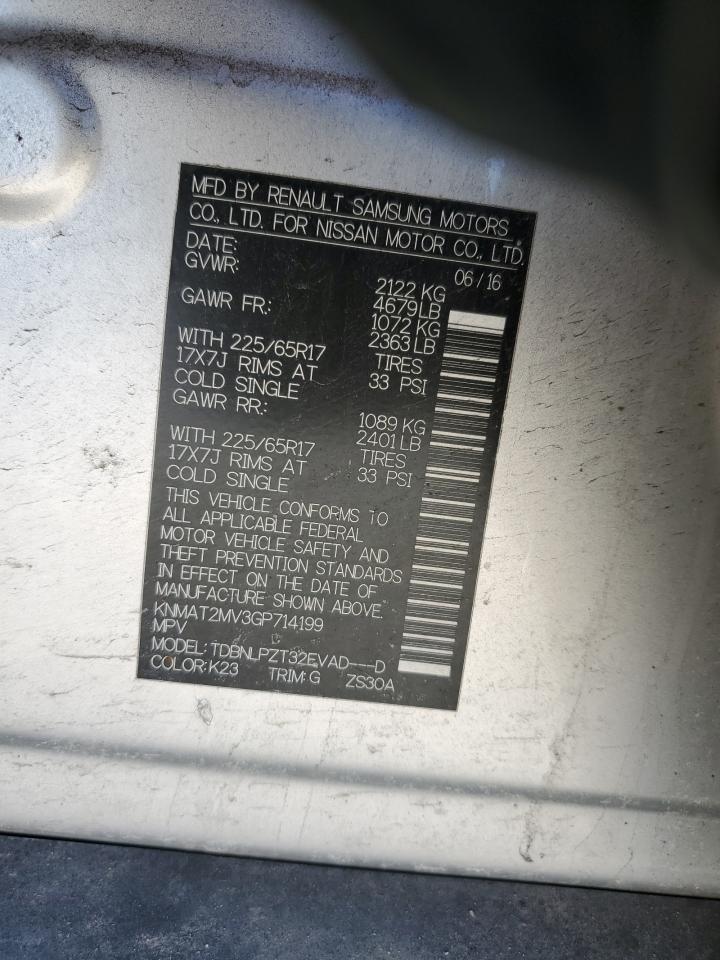 MFD BY RENAULT SAMSUNG MOTORS
CO., LTD. FOR NISSAN MOTOR CO., LTD.
DATE: 06/16
GVWR: 2122 KG
4679LB
GAWR FR.: 1072 KG
2363 LB
WITH 225/65R17 TIRES
17X7J RIMS AT 33 PSI
COLD SINGLE
GAWR RR.: 1089 KG
2401 LB
WITH 225/65R17 TIRES
17X7J RIMS AT 33 PSI
COLD SINGLE
THIS VEHICLE CONFORMS TO
ALL APPLICABLE FEDERAL
MOTOR VEHICLE SAFETY AND
THEFT PREVENTION STANDARDS
IN EFFECT ON THE DATE OF
MANUFACTURE SHOWN ABOVE.
KNMAT2MV3GP714199
MPV
MODEL: TDBNLPZT32EVAD---D
COLOR:K23 TRIM:G ZS30A